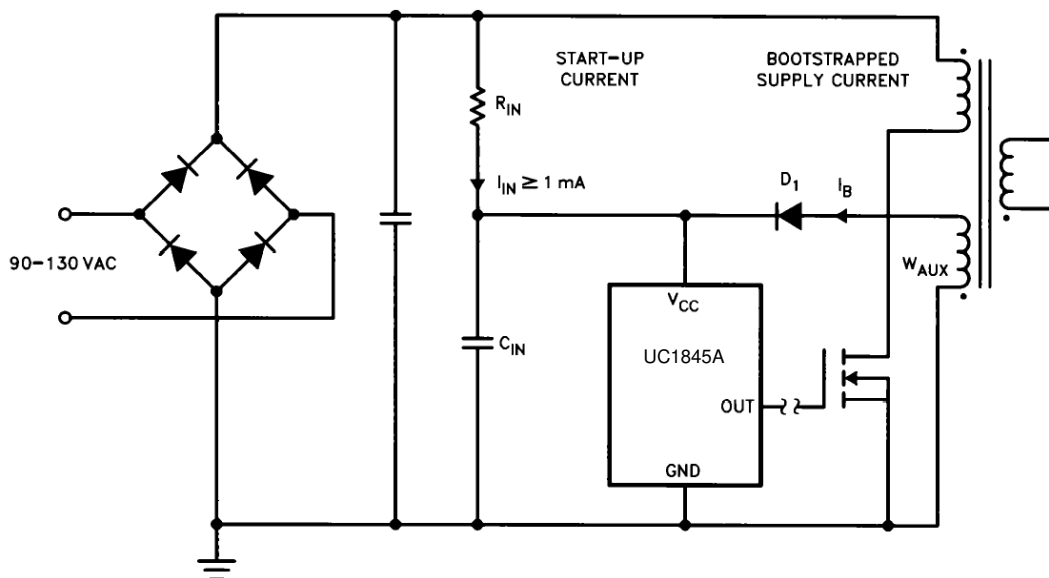 START-UP
CURRENT
BOOTSTRAPPED
SUPPLY CURRENT
R_IN
I_IN ≥ 1 mA
D_1
I_B
90-130 VAC
W_AUX
V_CC
C_IN
UC1845A
OUT
GND